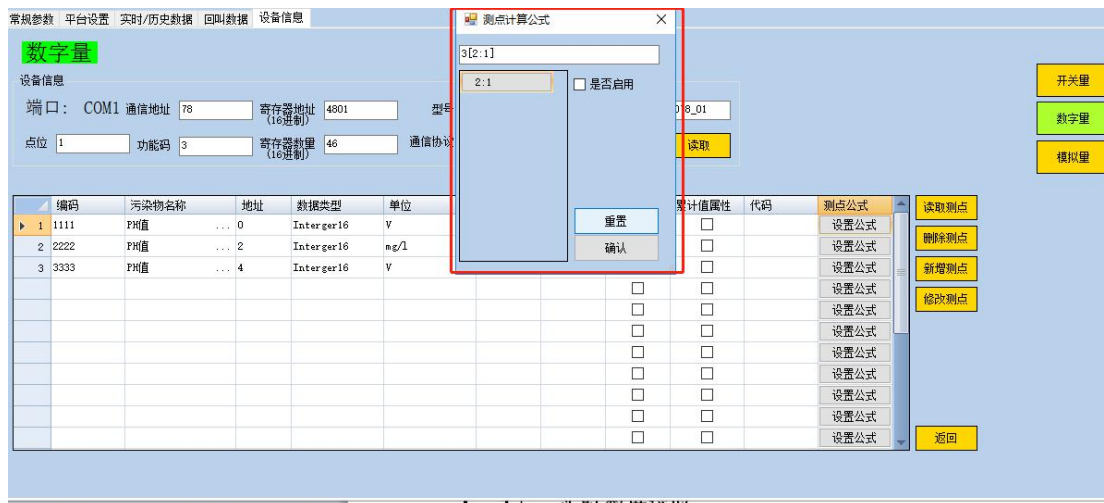 常规参数 平台设置 实时/历史数据 回叫数据 设备信息
测点计算公式
3[2:1]
2:1
是否启用
重置
确认
数字量
设备信息
端口: COM1 通信地址 78 寄存器地址 (16进制) 4801
点位 1 功能码 3 寄存器数量 (16进制) 46 通信协议 读取
开关量
数字量
模拟量
编码 污染物名称 地址 数据类型 单位 累计值属性 代码 测点公式
1 1111 PH值 ... 0 Interger16 V 设置公式
2 2222 PH值 ... 2 Interger16 mg/l 设置公式
3 3333 PH值 ... 4 Interger16 V 设置公式
设置公式
设置公式
设置公式
设置公式
设置公式
设置公式
设置公式
设置公式
读取测点
删除测点
新增测点
修改测点
返回